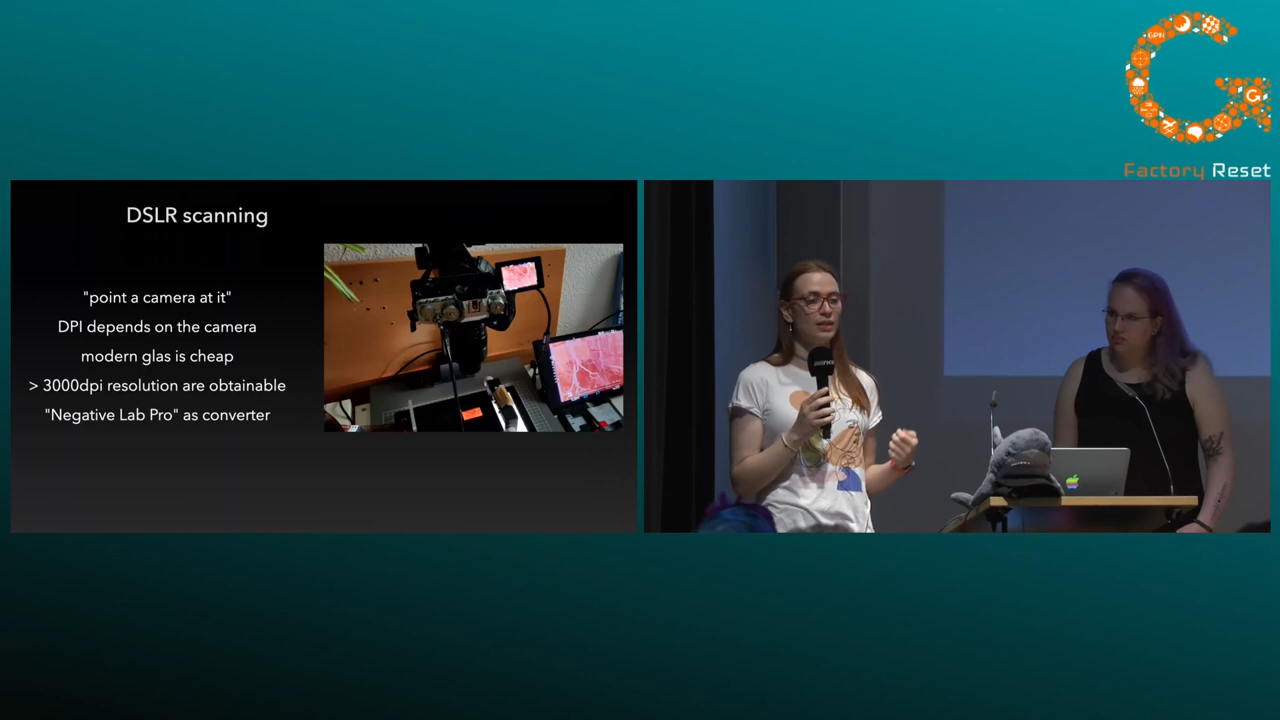 GPN
Factory Reset
DSLR scanning
"point a camera at it"
DPI depends on the camera
modern glas is cheap
> 3000dpi resolution are obtainable
"Negative Lab Pro" as converter